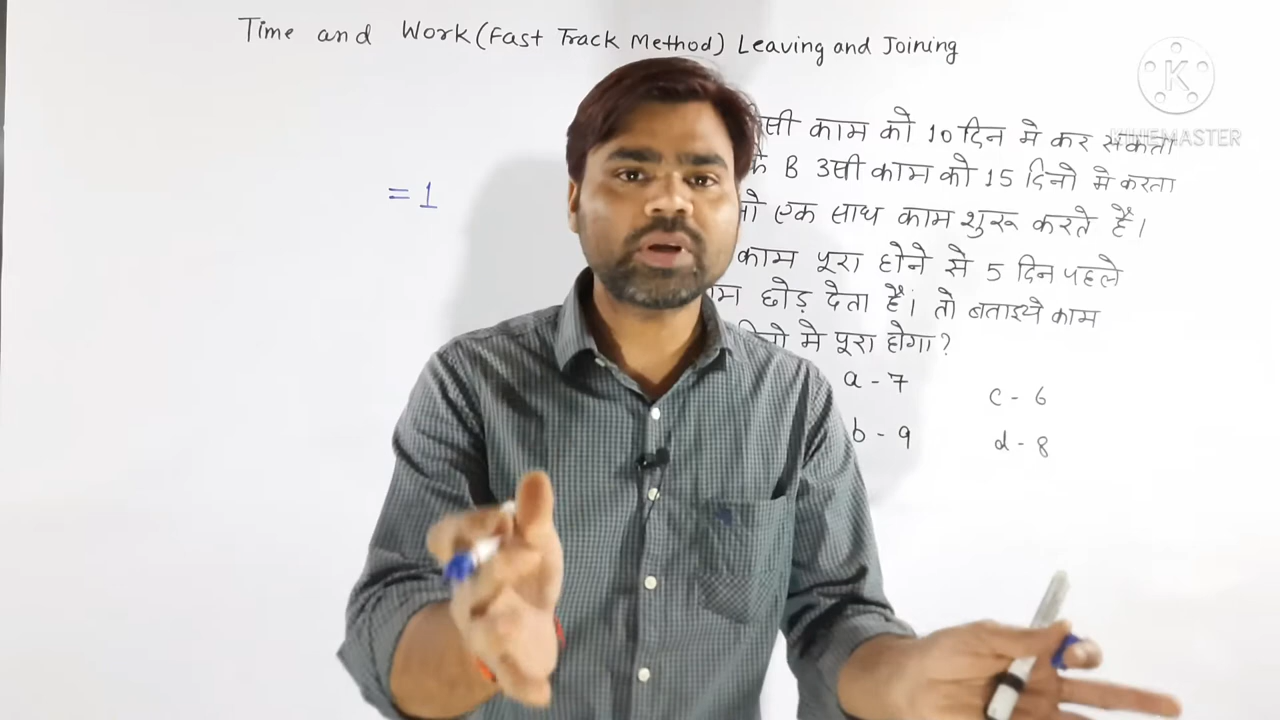 Time and Work (Fast Track Method) Leaving and Joining
काम को 10 दिन मे कर सकता
KINEMASTER
B उसी काम को 15 दिनो मे करता
= 1
एक साथ काम शुरू करते हैं।
काम पूरा होने से 5 दिन पहले
छोड़ देता हैं। तो बताइये काम
मे पूरा होगा?
a - 7
c - 6
b - 9
d - 8